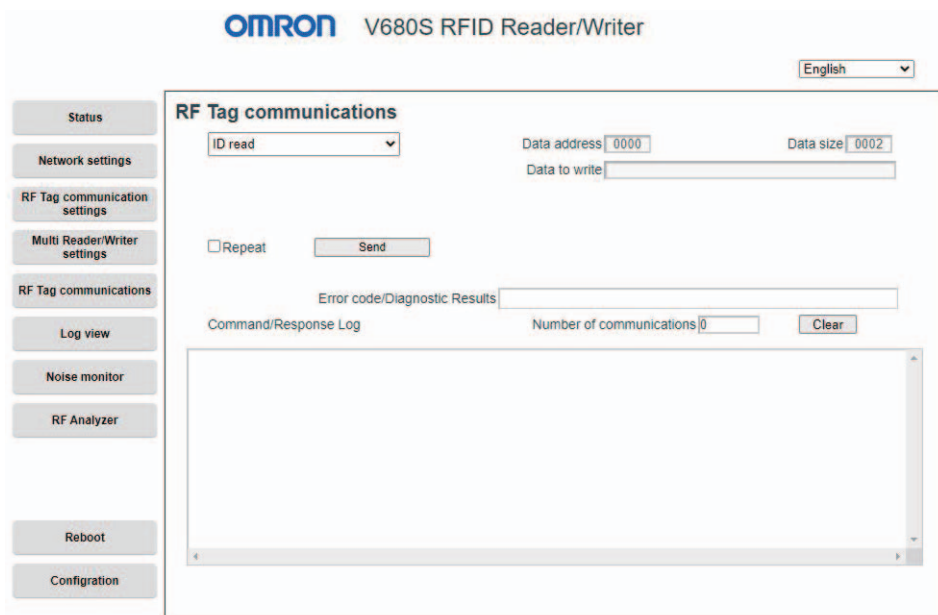 OMRON V680S RFID Reader/Writer
English
Status
Network settings
RF Tag communication
settings
Multi Reader/Writer
settings
RF Tag communications
Log view
Noise monitor
RF Analyzer
Reboot
Configration
RF Tag communications
ID read
Data address 0000 Data size 0002
Data to write
Repeat Send
Error code/Diagnostic Results
Command/Response Log Number of communications 0 Clear